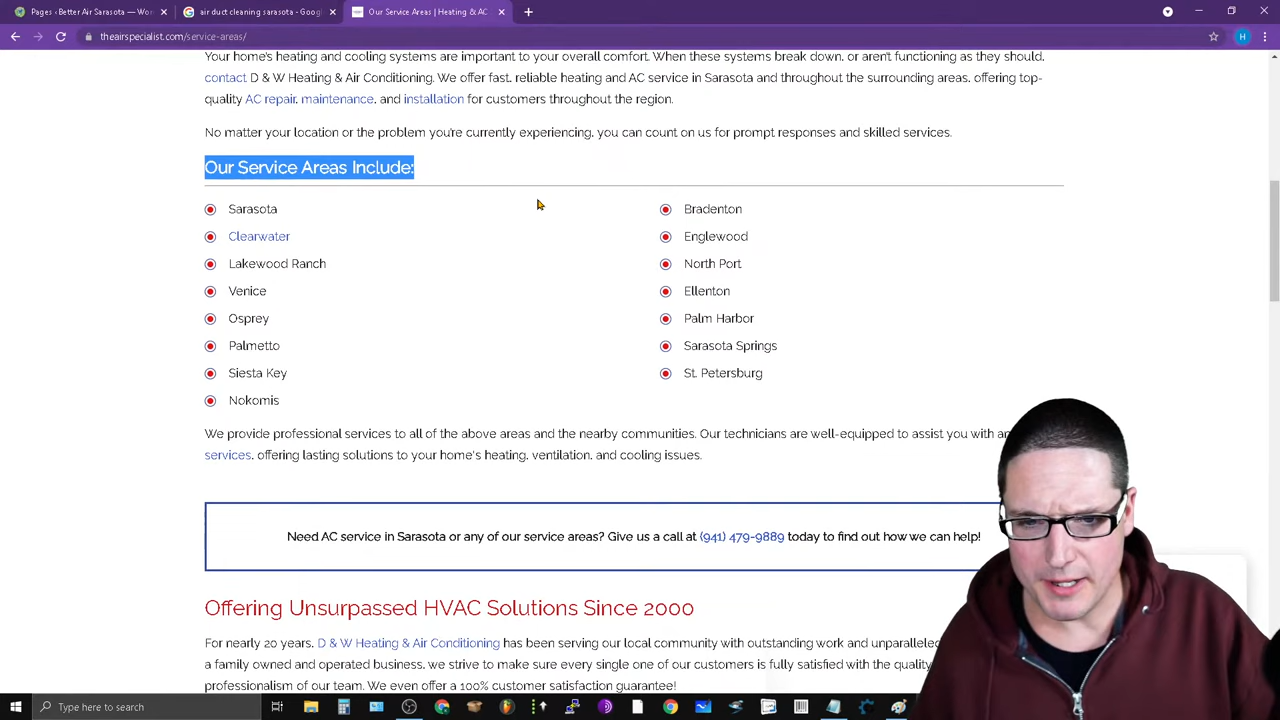 Pages ‹ Better Air Sarasota — Wo
air duct cleaning sarasota - Goog
Our Service Areas | Heating & AC
theairspecialist.com/service-areas/
H
Your home's heating and cooling systems are important to your overall comfort. When these systems break down, or aren't functioning as they should,
contact D & W Heating & Air Conditioning. We offer fast, reliable heating and AC service in Sarasota and throughout the surrounding areas, offering top-
quality AC repair, maintenance, and installation for customers throughout the region.
No matter your location or the problem you're currently experiencing, you can count on us for prompt responses and skilled services.
Our Service Areas Include:
Sarasota
Clearwater
Lakewood Ranch
Venice
Osprey
Palmetto
Siesta Key
Nokomis
Bradenton
Englewood
North Port
Ellenton
Palm Harbor
Sarasota Springs
St. Petersburg
We provide professional services to all of the above areas and the nearby communities. Our technicians are well-equipped to assist you with
services, offering lasting solutions to your home's heating, ventilation, and cooling issues.
Need AC service in Sarasota or any of our service areas? Give us a call at (941) 479-9889 today to find out how we can help!
Offering Unsurpassed HVAC Solutions Since 2000
For nearly 20 years, D & W Heating & Air Conditioning has been serving our local community with outstanding work and unparalleled
a family owned and operated business, we strive to make sure every single one of our customers is fully satisfied with the quality
professionalism of our team. We even offer a 100% customer satisfaction guarantee!
Type here to search